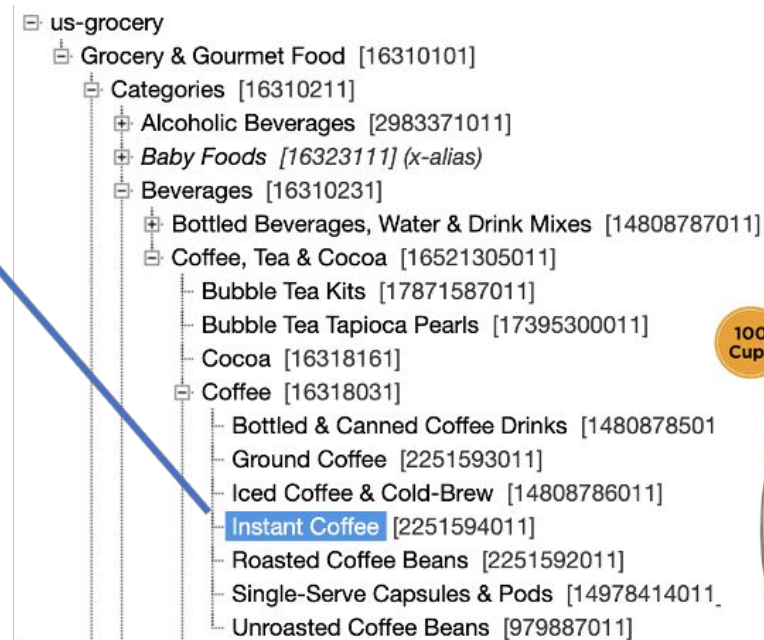 us-grocery
Grocery & Gourmet Food [16310101]
Categories [16310211]
Alcoholic Beverages [2983371011]
Baby Foods [16323111] (x-alias)
Beverages [16310231]
Bottled Beverages, Water & Drink Mixes [14808787011]
Coffee, Tea & Cocoa [16521305011]
Bubble Tea Kits [17871587011]
Bubble Tea Tapioca Pearls [17395300011]
Cocoa [16318161]
100
Cup
Coffee [16318031]
Bottled & Canned Coffee Drinks [1480878501
Ground Coffee [2251593011]
Iced Coffee & Cold-Brew [14808786011]
Instant Coffee [2251594011]
Roasted Coffee Beans [2251592011]
Single-Serve Capsules & Pods [14978414011
Unroasted Coffee Beans [979887011]